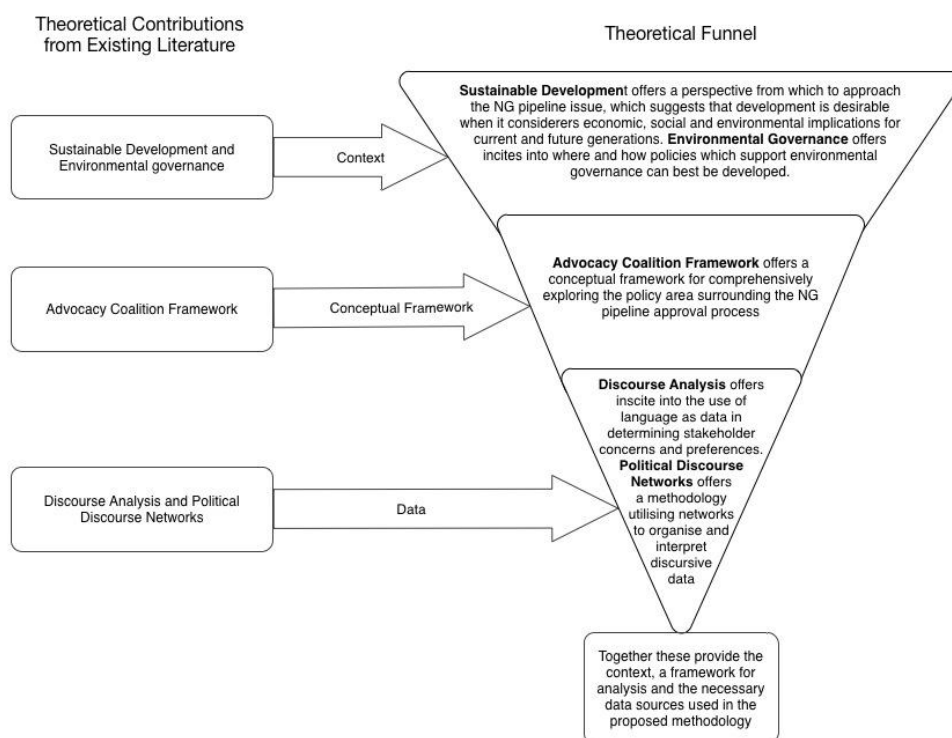 Theoretical Contributions
from Existing Literature
Theoretical Funnel
Sustainable Development and
Environmental governance
Context
Sustainable Development offers a perspective from which to approach
the NG pipeline issue, which suggests that development is desirable
when it considerers economic, social and environmental implications for
current and future generations. Environmental Governance offers
incites into where and how policies which support environmental
governance can best be developed.
Advocacy Coalition Framework
Conceptual Framework
Advocacy Coalition Framework offers a
conceptual framework for comprehensively
exploring the policy area surrounding the NG
pipeline approval process
Discourse Analysis and Political
Discourse Networks
Data
Discourse Analysis offers
inscite into the use of
language as data in
determining stakeholder
concerns and preferences.
Political Discourse
Networks offers
a methodology
utilising networks
to organise and
interpret
discursive
data
Together these provide the
context, a framework for
analysis and the necessary
data sources used in the
proposed methodology